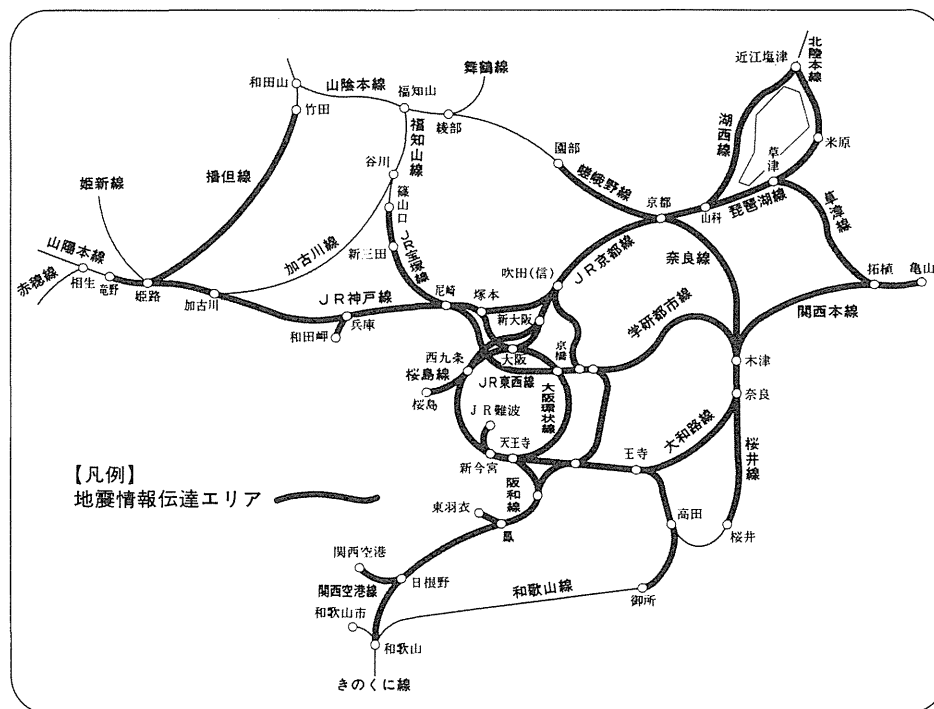 近江塩津
北陸本線
和田山
山陰本線
舞鶴線
福知山
竹田
綾部
湖西線
米原
草津
福知山線
園部
嵯峨野線
谷川
播但線
姫新線
京都
山科
琵琶湖線
草津線
篠山口
JR宝塚線
新三田
加古川線
JR京都線
奈良線
山陽本線
赤穂線
相生
竜野
姫路
加古川
吹田(信)
拓植
亀山
JR神戸線
尼崎
塚本
学研都市線
関西本線
兵庫
和田岬
新大阪
京橋
大阪
木津
西九条
桜島線
JR東西線
大阪環状線
桜島
奈良
JR難波
大和路線
桜井線
天王寺
王寺
新今宮
【凡例】
地震情報伝達エリア
阪和線
東羽衣
鳳
高田
桜井
関西空港
日根野
関西空港線
和歌山線
御所
和歌山市
和歌山
きのくに線